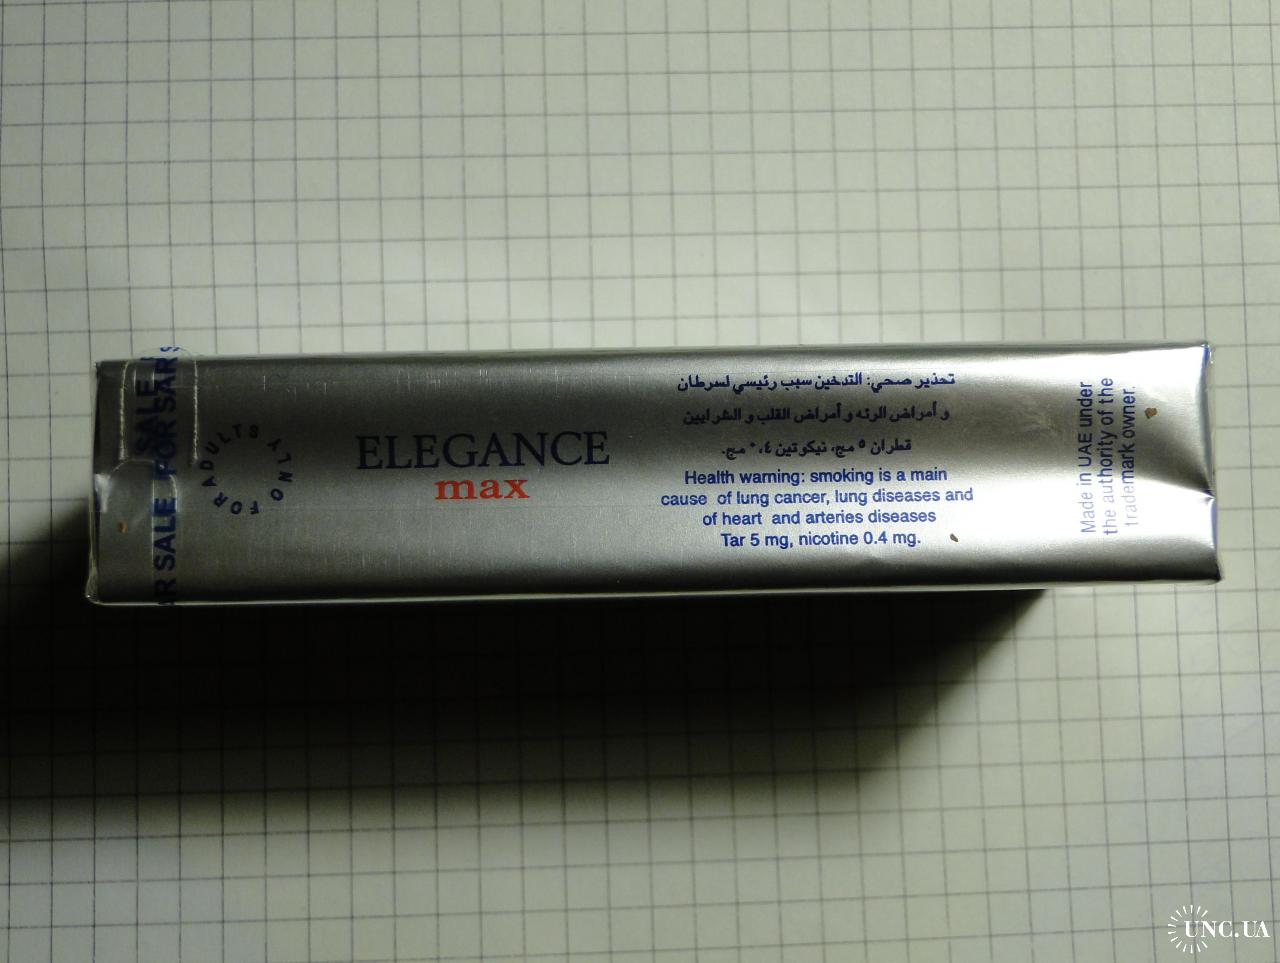 SALE
FOR SAR
R SALE
FOR ADULTS ONLY
ELEGANCE
max
تحذير صحي: التدخين سبب رئيسي لسرطان
و أمراض الرئه و أمراض القلب و الشرايين
قطران ٥ مج، نيكوتين ٠،٤ مج.
Health warning: smoking is a main
cause of lung cancer, lung diseases and
of heart and arteries diseases
Tar 5 mg, nicotine 0.4 mg.
Made in UAE under
the authority of the
trademark owner.
UNC.UA